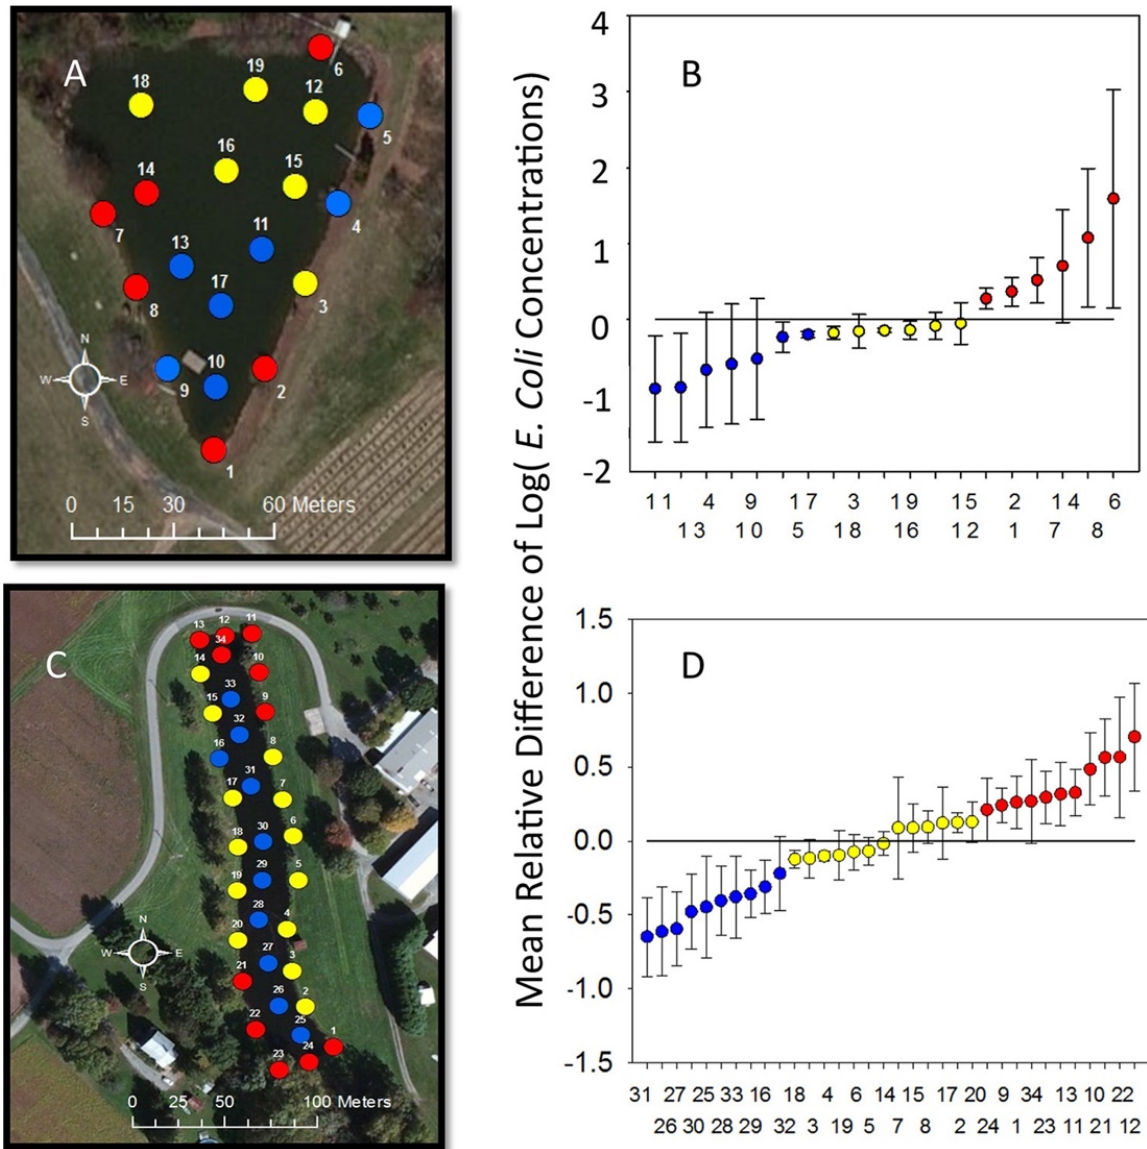 A
6
19
18
12
5
16
15
14
7
4
11
13
17
3
8
10
9
2
1
N
W E
S
0 15 30 60 Meters
Mean Relative Difference of Log( E. Coli Concentrations)
B
4
3
2
1
0
-1
-2
11 4 9 17 3 19 15 2 14 6
13 10 5 18 16 12 1 7 8
C
13 12 11
34
14 10
33
15 9
32
16 8
31
17 7
18 30 6
19 29 5
20 28 4
27 3
21 26 2
22 25 1
23 24
N
W E
S
0 25 50 100 Meters
D
1.5
1.0
0.5
0.0
-0.5
-1.0
-1.5
31 27 25 33 16 18 4 6 14 15 17 20 9 34 13 10 22
26 30 28 29 32 3 19 5 7 8 2 24 1 23 11 21 12